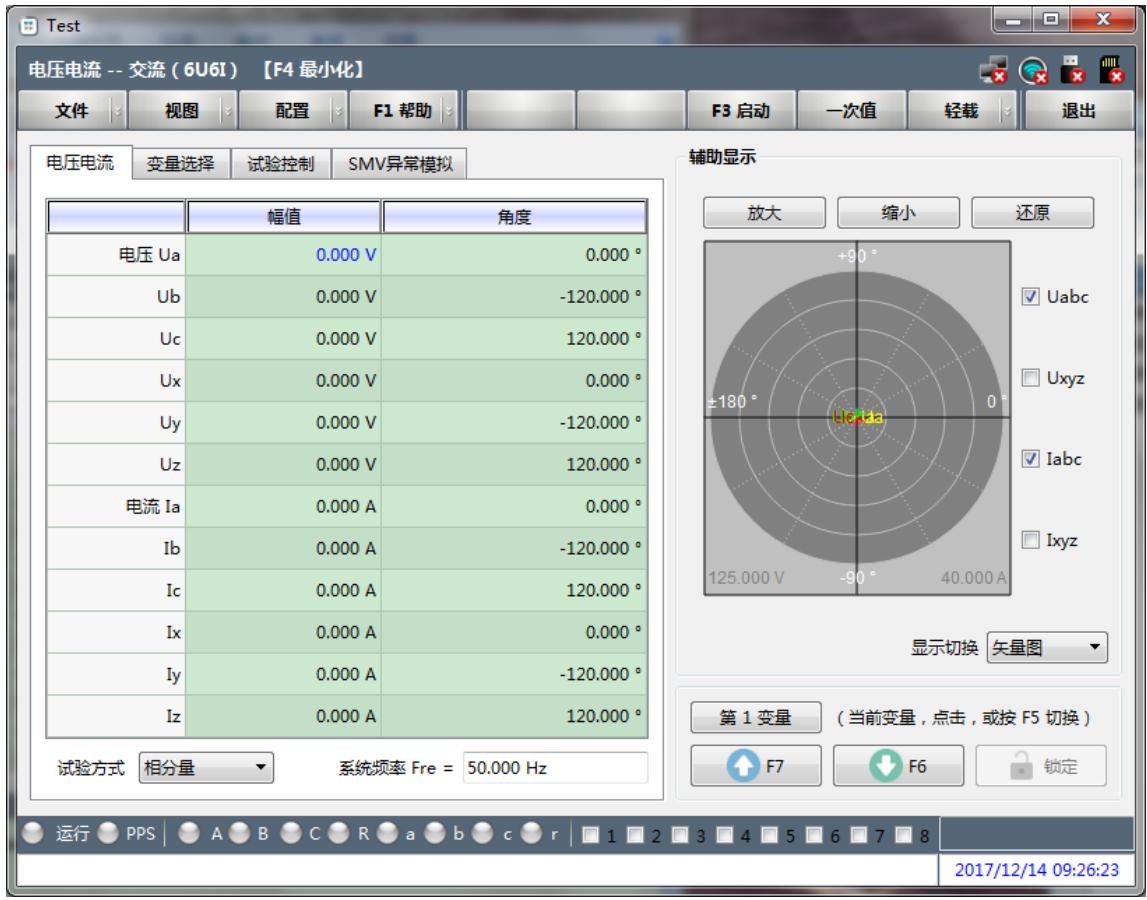 Test
电压电流 -- 交流 ( 6U6I ) 【F4 最小化】
文件 视图 配置 F1 帮助 F3 启动 一次值 轻载 退出
电压电流 变量选择 试验控制 SMV异常模拟
幅值 角度
电压 Ua 0.000 V 0.000 °
Ub 0.000 V -120.000 °
Uc 0.000 V 120.000 °
Ux 0.000 V 0.000 °
Uy 0.000 V -120.000 °
Uz 0.000 V 120.000 °
电流 Ia 0.000 A 0.000 °
Ib 0.000 A -120.000 °
Ic 0.000 A 120.000 °
Ix 0.000 A 0.000 °
Iy 0.000 A -120.000 °
Iz 0.000 A 120.000 °
试验方式 相分量 系统频率 Fre = 50.000 Hz
辅助显示
放大 缩小 还原
+90 °
Uabc
Uxyz
±180 ° 0 °
Iabc
Ixyz
125.000 V -90 ° 40.000 A
显示切换 矢量图
第 1 变量 ( 当前变量 , 点击 , 或按 F5 切换 )
F7 F6 锁定
运行 PPS A B C R a b c r 1 2 3 4 5 6 7 8
2017/12/14 09:26:23